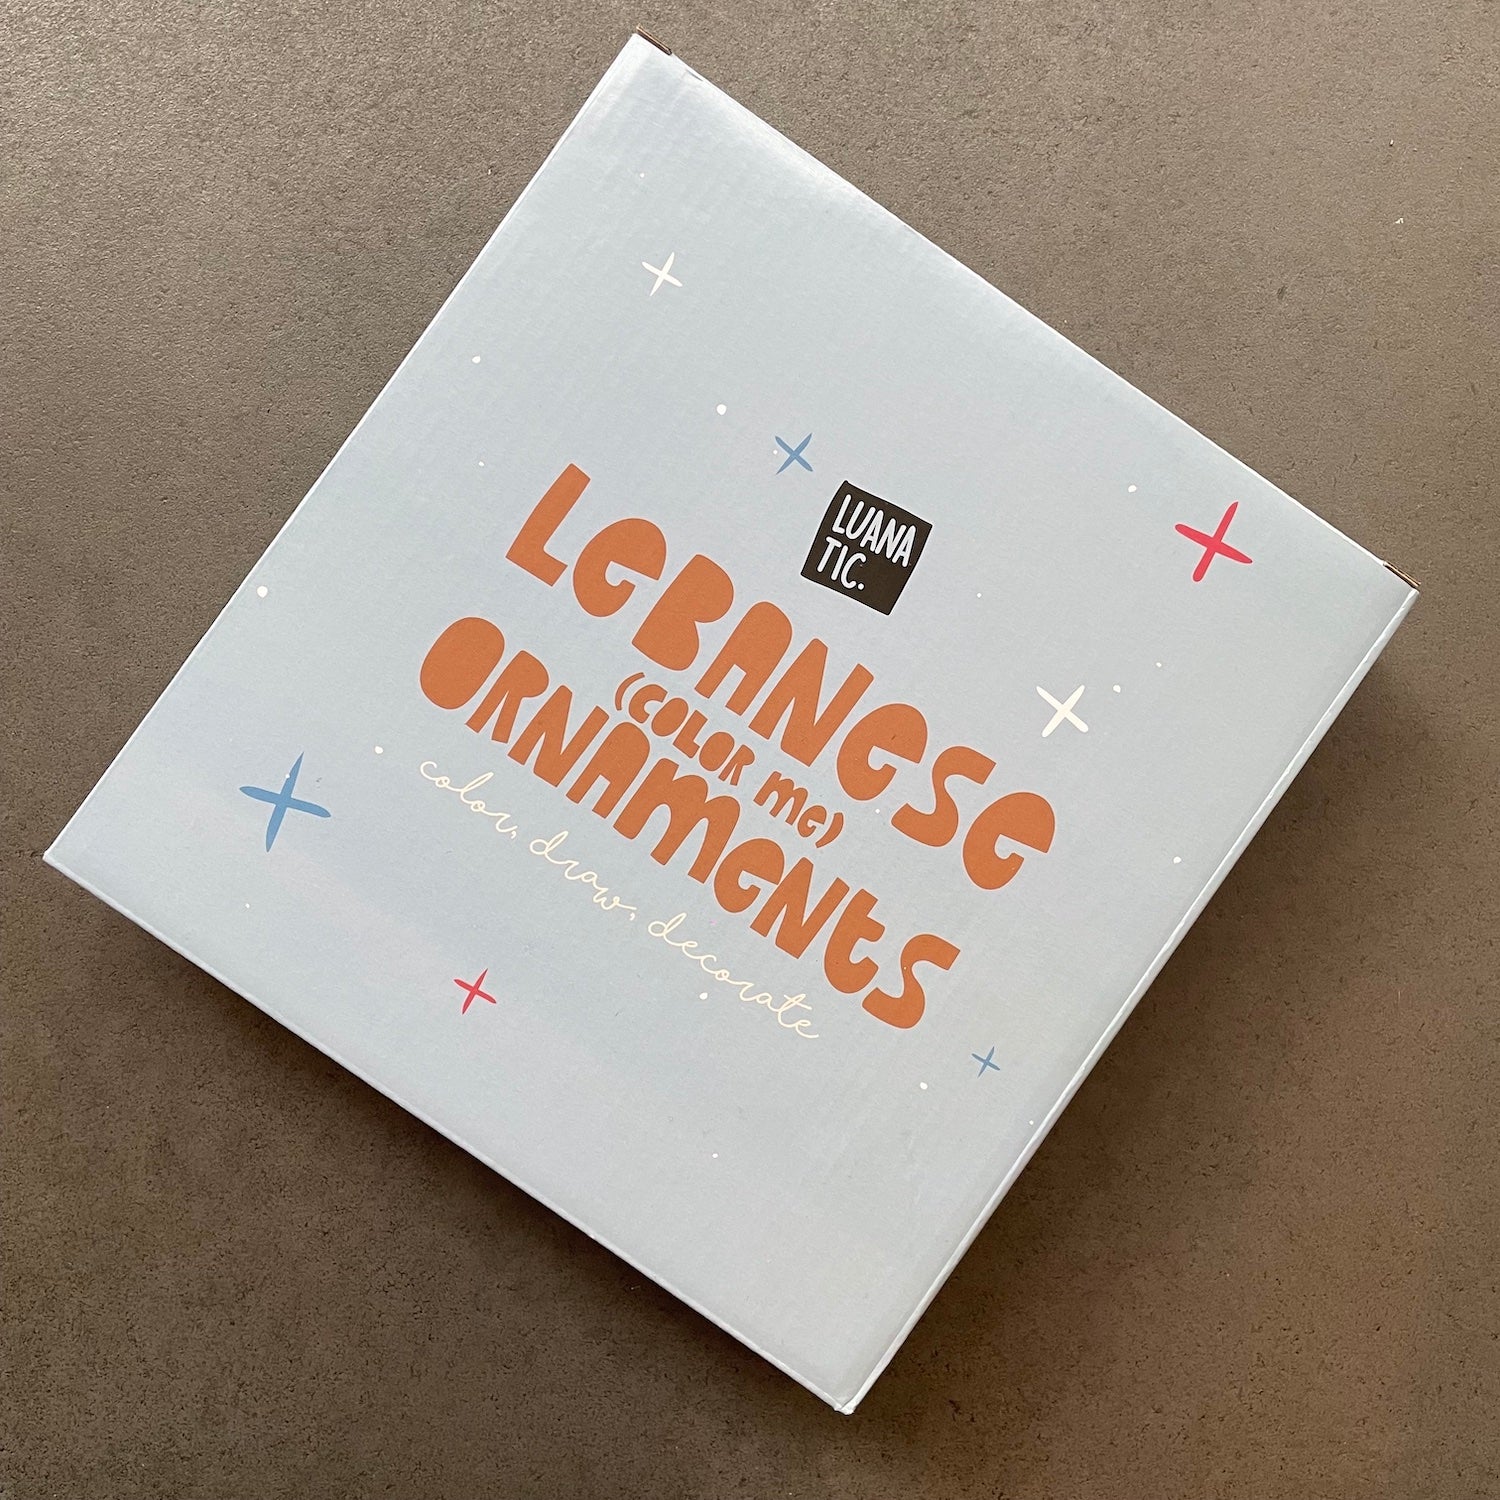 LUANA
TIC.
LEBANESE
(COLOR ME)
ORNAMENTS
color, draw, decorate